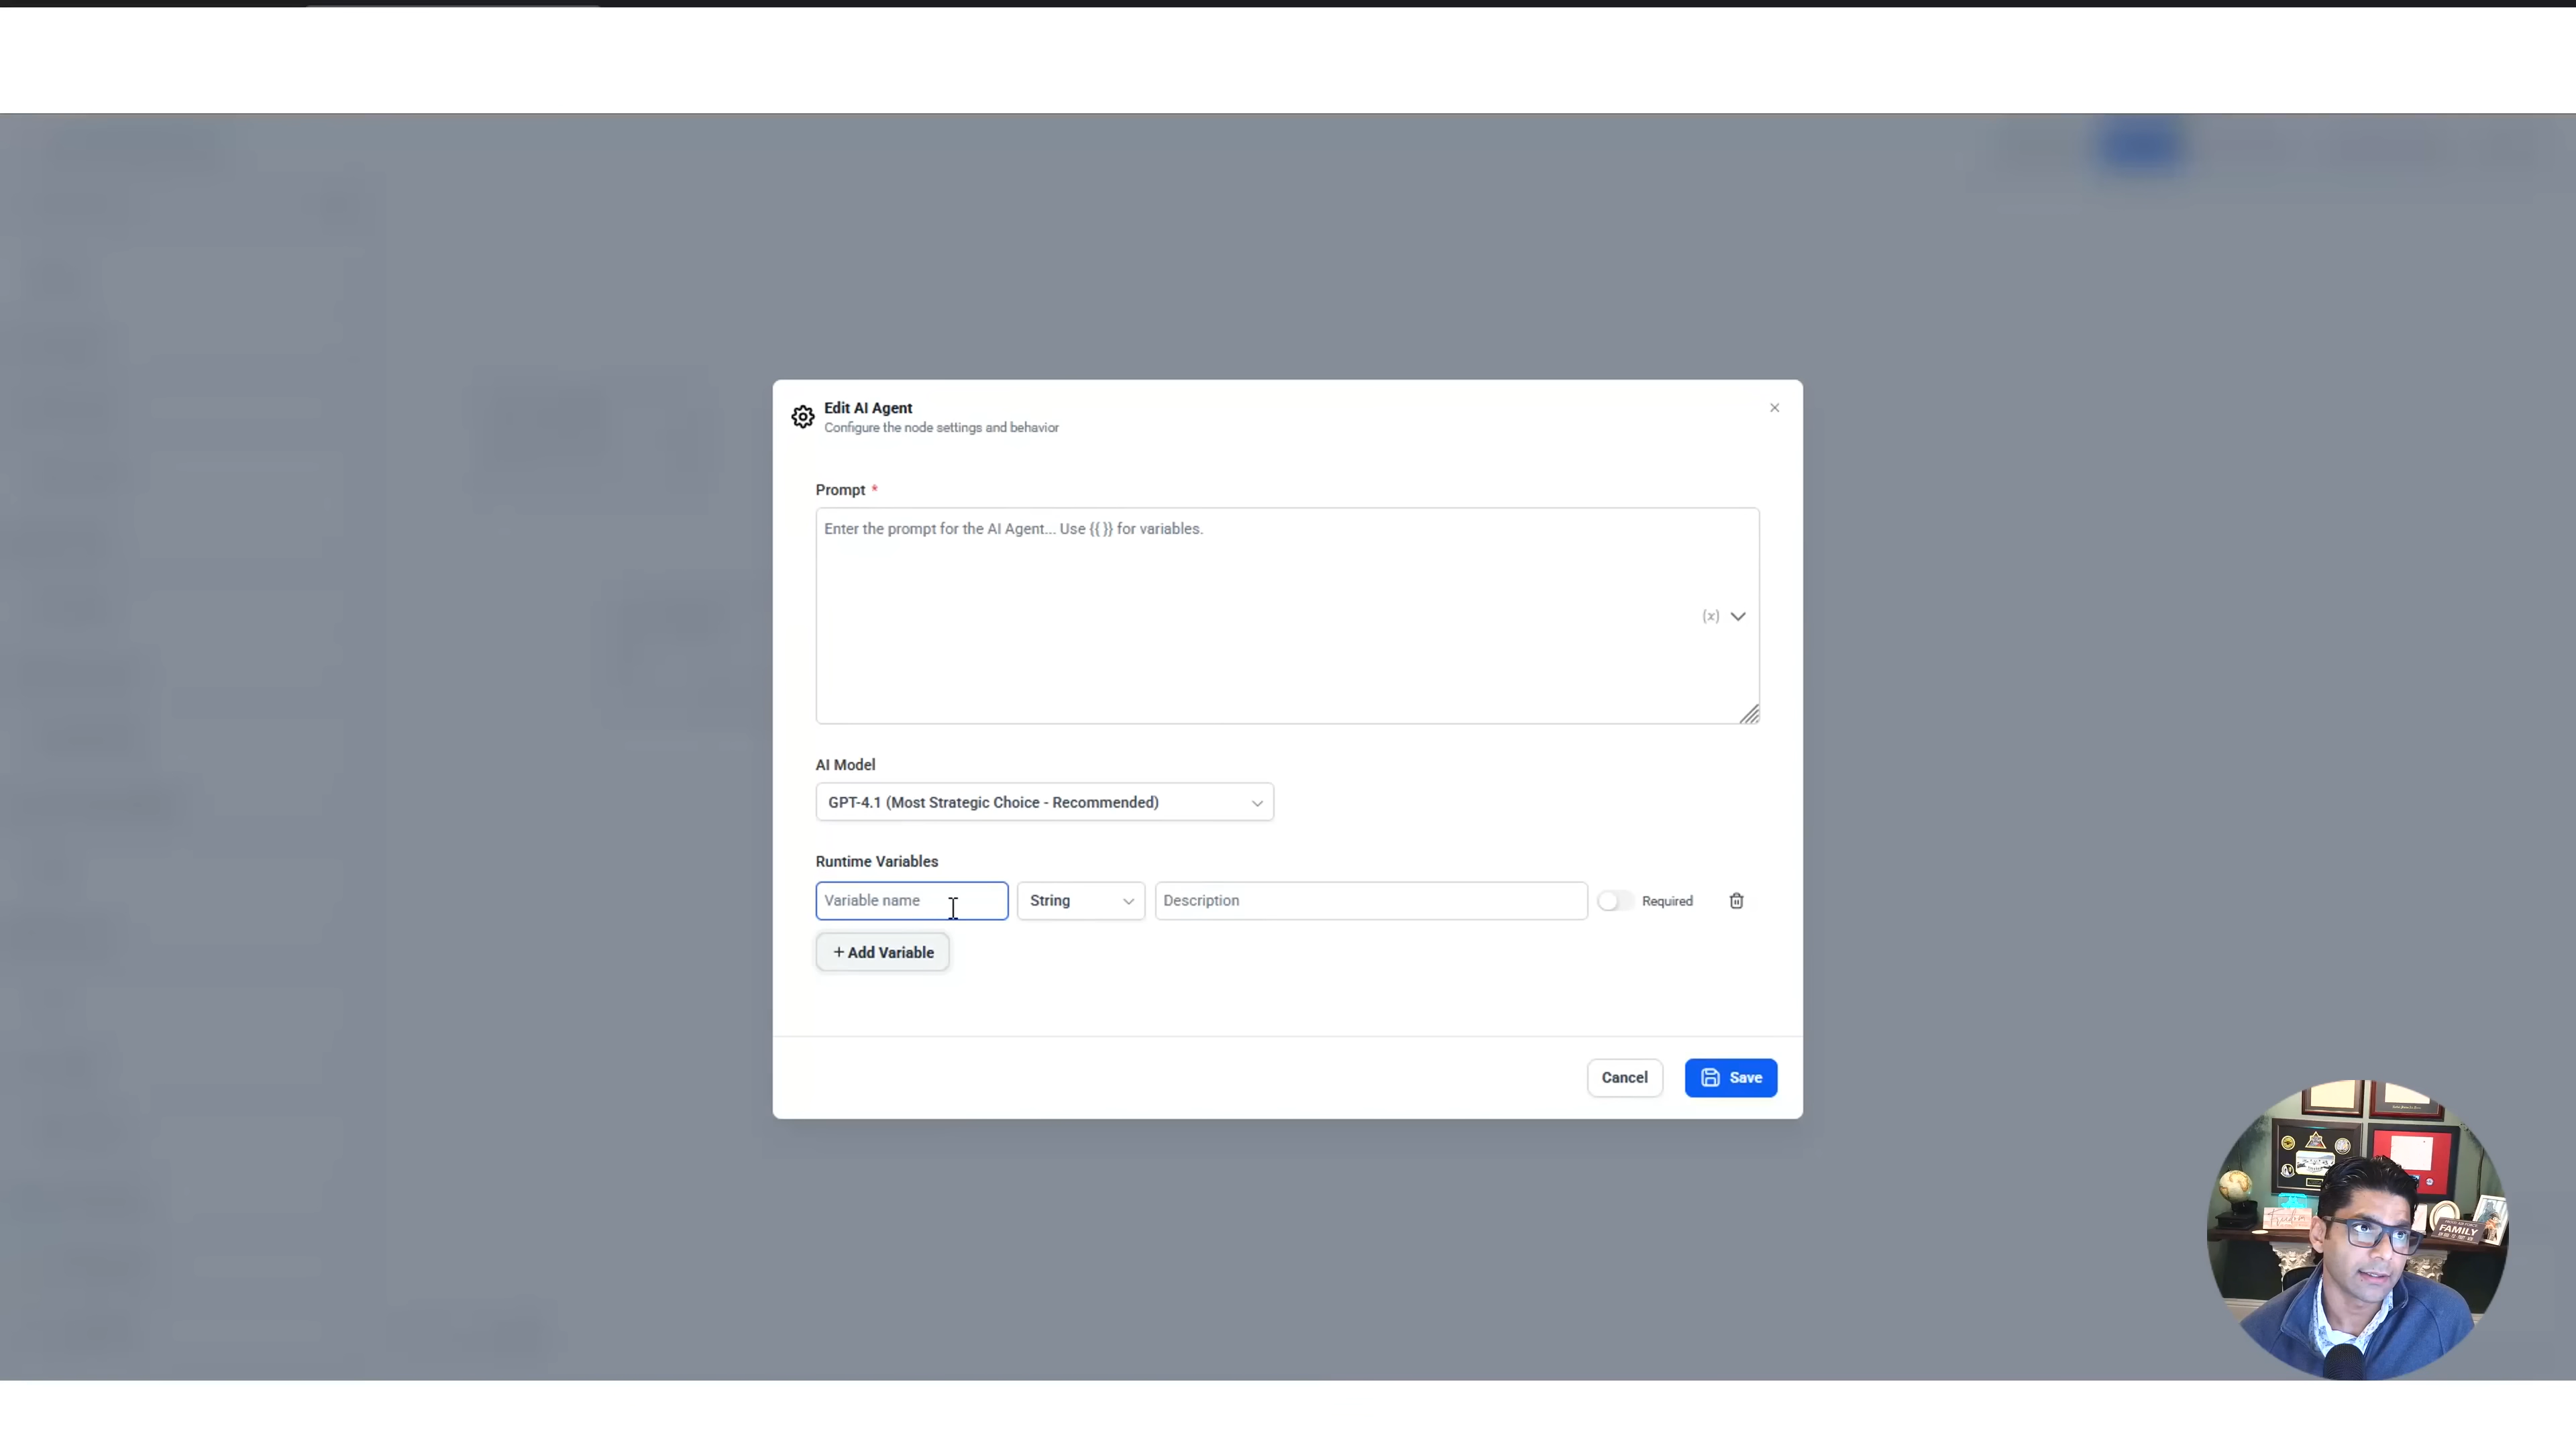 Edit AI Agent
Configure the node settings and behavior
Prompt *
Enter the prompt for the AI Agent... Use {{ }} for variables.
(x)
AI Model
GPT-4.1 (Most Strategic Choice - Recommended)
Runtime Variables
Variable name String Description Required
+ Add Variable
Cancel Save
Freedom
FAMILY